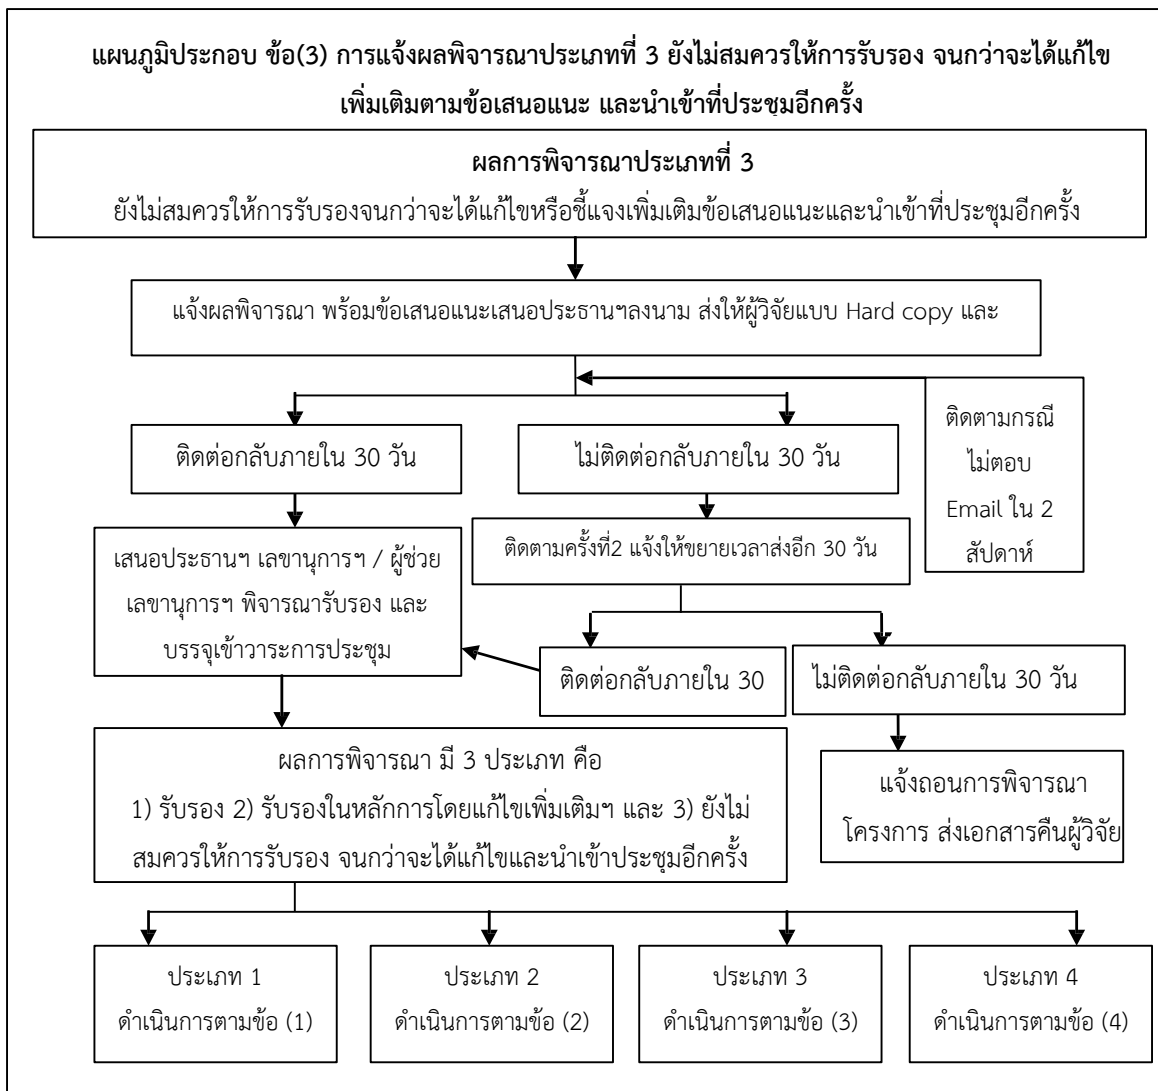 แผนภูมิประกอบ ข้อ(3) การแจ้งผลพิจารณาประเภทที่ 3 ยังไม่สมควรให้การรับรอง จนกว่าจะได้แก้ไข
เพิ่มเติมตามข้อเสนอแนะ และนำเข้าที่ประชุมอีกครั้ง
ผลการพิจารณาประเภทที่ 3
ยังไม่สมควรให้การรับรองจนกว่าจะได้แก้ไขหรือชี้แจงเพิ่มเติมข้อเสนอแนะและนำเข้าที่ประชุมอีกครั้ง
แจ้งผลพิจารณา พร้อมข้อเสนอแนะเสนอประธานฯลงนาม ส่งให้ผู้วิจัยแบบ Hard copy และ
ติดตามกรณี
ไม่ตอบ
Email ใน 2
สัปดาห์
ติดต่อกลับภายใน 30 วัน
ไม่ติดต่อกลับภายใน 30 วัน
ติดตามครั้งที่2 แจ้งให้ขยายเวลาส่งอีก 30 วัน
เสนอประธานฯ เลขานุการฯ / ผู้ช่วย
เลขานุการฯ พิจารณารับรอง และ
บรรจุเข้าวาระการประชุม
ติดต่อกลับภายใน 30
ไม่ติดต่อกลับภายใน 30 วัน
ผลการพิจารณา มี 3 ประเภท คือ
1) รับรอง 2) รับรองในหลักการโดยแก้ไขเพิ่มเติมฯ และ 3) ยังไม่
สมควรให้การรับรอง จนกว่าจะได้แก้ไขและนำเข้าประชุมอีกครั้ง
แจ้งถอนการพิจารณา
โครงการ ส่งเอกสารคืนผู้วิจัย
ประเภท 1
ดำเนินการตามข้อ (1)
ประเภท 2
ดำเนินการตามข้อ (2)
ประเภท 3
ดำเนินการตามข้อ (3)
ประเภท 4
ดำเนินการตามข้อ (4)